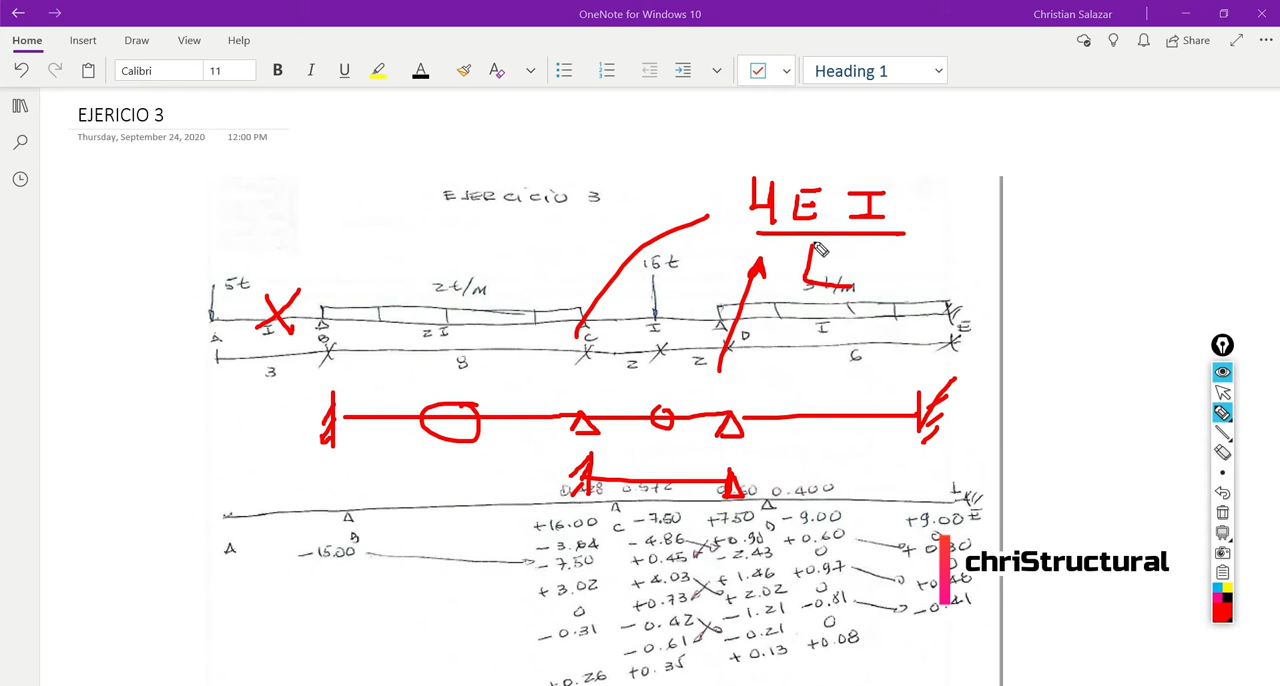 OneNote for Windows 10
Christian Salazar
Home Insert Draw View Help
Share
Calibri 11 B I U A Heading 1
EJERICIO 3
Thursday, September 24, 2020 12:00 PM
EJERCICIO 3
4 E I
L
5t 2t/m 15t t/m
A I B 2I C I D I E
3 8 2 2 6
0.572 0.400 1
A B C D E
+16.00 -7.50 +7.50 -9.00 +9.00
-15.00 -3.64 -4.86 +0.90 +0.60 0
-7.50 +0.45 -2.43 0
+3.02 +4.03 +1.46 +0.97
0 +0.73 +2.02 0
-0.31 -0.42 -1.21 -0.81
-0.61 -0.21 0
+0.26 +0.35 +0.13 +0.08
chriStructural